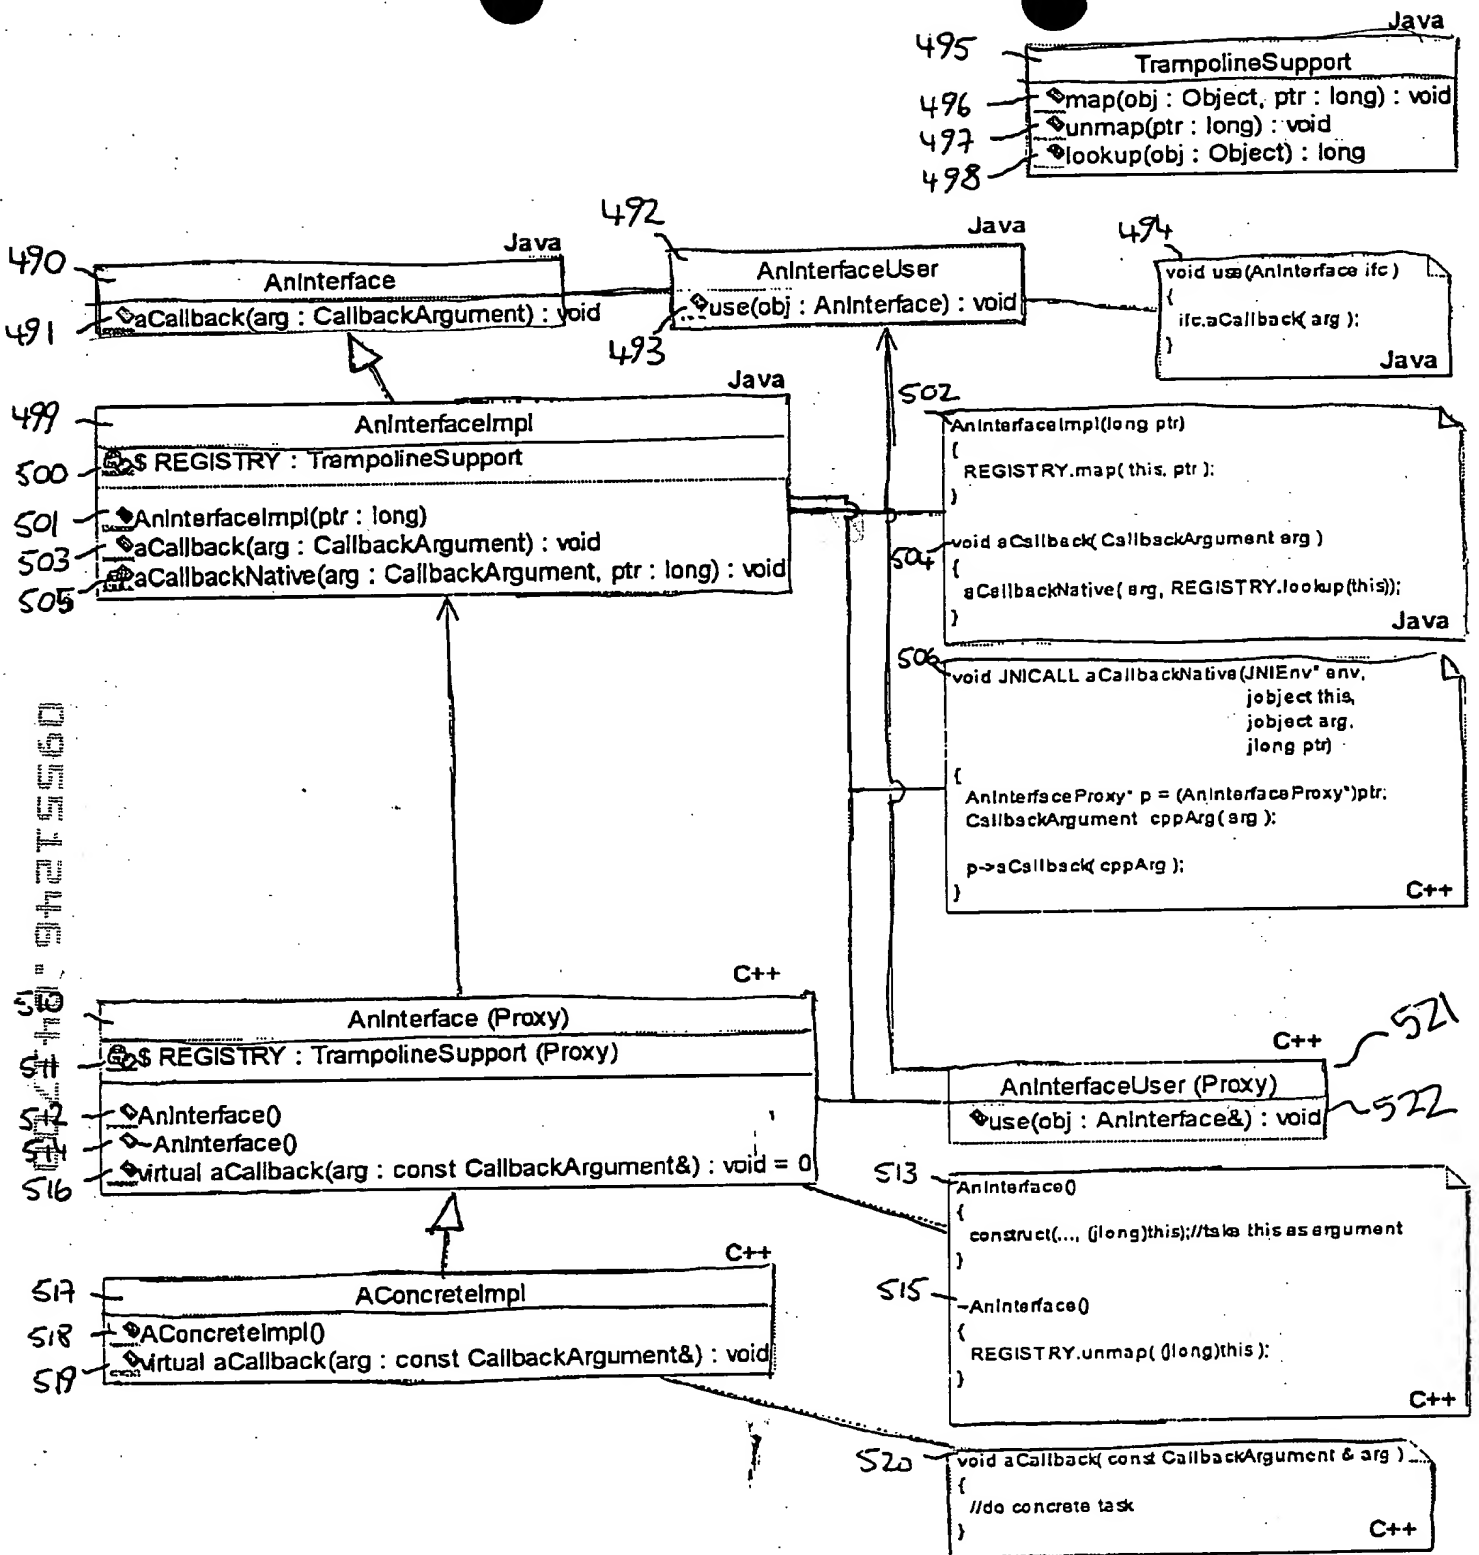 Java
495
TrampolineSupport
496
map(obj : Object, ptr : long) : void
497
unmap(ptr : long) : void
498
lookup(obj : Object) : long
490
Java
AnInterface
491
aCallback(arg : CallbackArgument) : void
492
Java
AnInterfaceUser
493
use(obj : AnInterface) : void
494
void use(AnInterface ifc)
{
ifc.aCallback( arg );
}
Java
499
Java
AnInterfaceImpl
500
$ REGISTRY : TrampolineSupport
501
AnInterfaceImpl(ptr : long)
503
aCallback(arg : CallbackArgument) : void
505
aCallbackNative(arg : CallbackArgument, ptr : long) : void
502
AnInterfaceImpl(long ptr)
{
REGISTRY.map( this, ptr );
}
504
void aCallback( CallbackArgument arg )
{
aCallbackNative( arg, REGISTRY.lookup(this));
}
Java
506
void JNICALL aCallbackNative(JNIEnv* env,
jobject this,
jobject arg,
jlong ptr)
{
AnInterfaceProxy* p = (AnInterfaceProxy*)ptr;
CallbackArgument cppArg( arg );
p->aCallback( cppArg );
}
C++
C++
AnInterface (Proxy)
511
$ REGISTRY : TrampolineSupport (Proxy)
512
AnInterface()
514
~AnInterface()
516
virtual aCallback(arg : const CallbackArgument&) : void = 0
521
C++
AnInterfaceUser (Proxy)
522
use(obj : AnInterface&) : void
513
AnInterface()
{
construct(..., (jlong)this);//take this as argument
}
515
~AnInterface()
{
REGISTRY.unmap( (jlong)this );
}
C++
517
C++
AConcreteImpl
518
AConcreteImpl()
519
virtual aCallback(arg : const CallbackArgument&) : void
520
void aCallback( const CallbackArgument & arg )
{
//do concrete task
}
C++